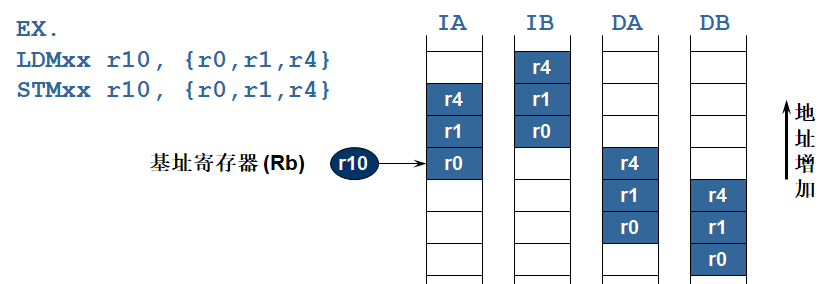 EX.
LDMxx r10, {r0,r1,r4}
STMxx r10, {r0,r1,r4}
IA IB DA DB
r4
r1
r0
r4
r1
r0
r4
r1
r0
r4
r1
r0
基址寄存器 (Rb)
r10
地址增加